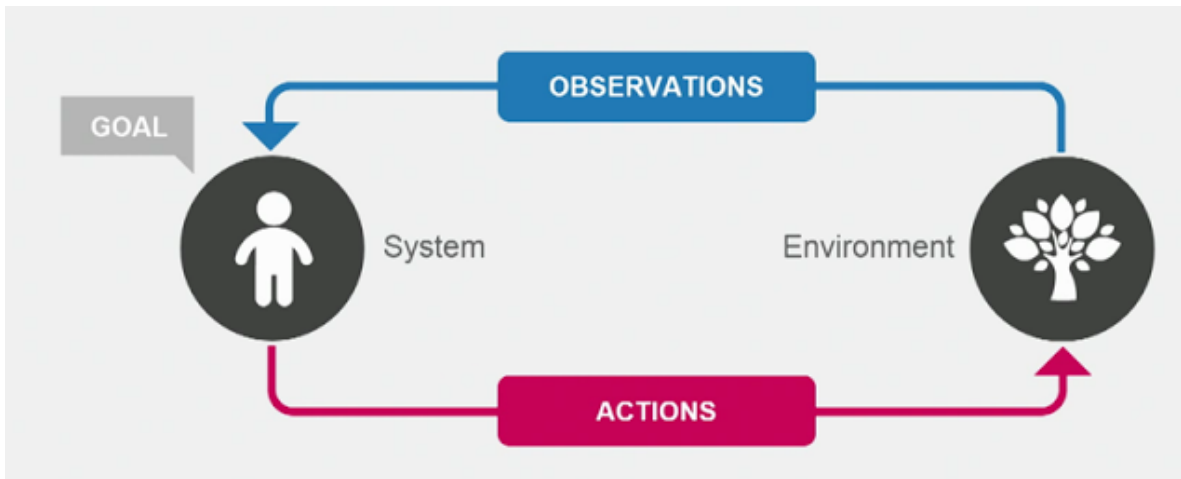 OBSERVATIONS
GOAL
System
Environment
ACTIONS